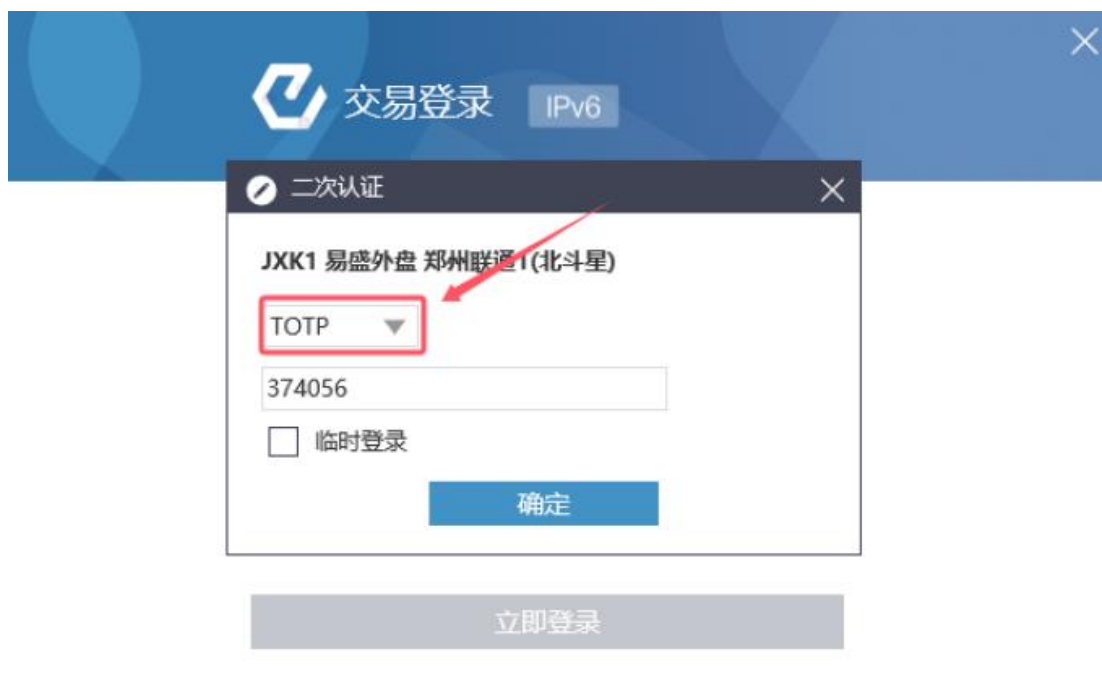 交易登录 IPv6
二次认证
JXK1 易盛外盘 郑州联通1(北斗星)
TOTP
374056
临时登录
确定
立即登录